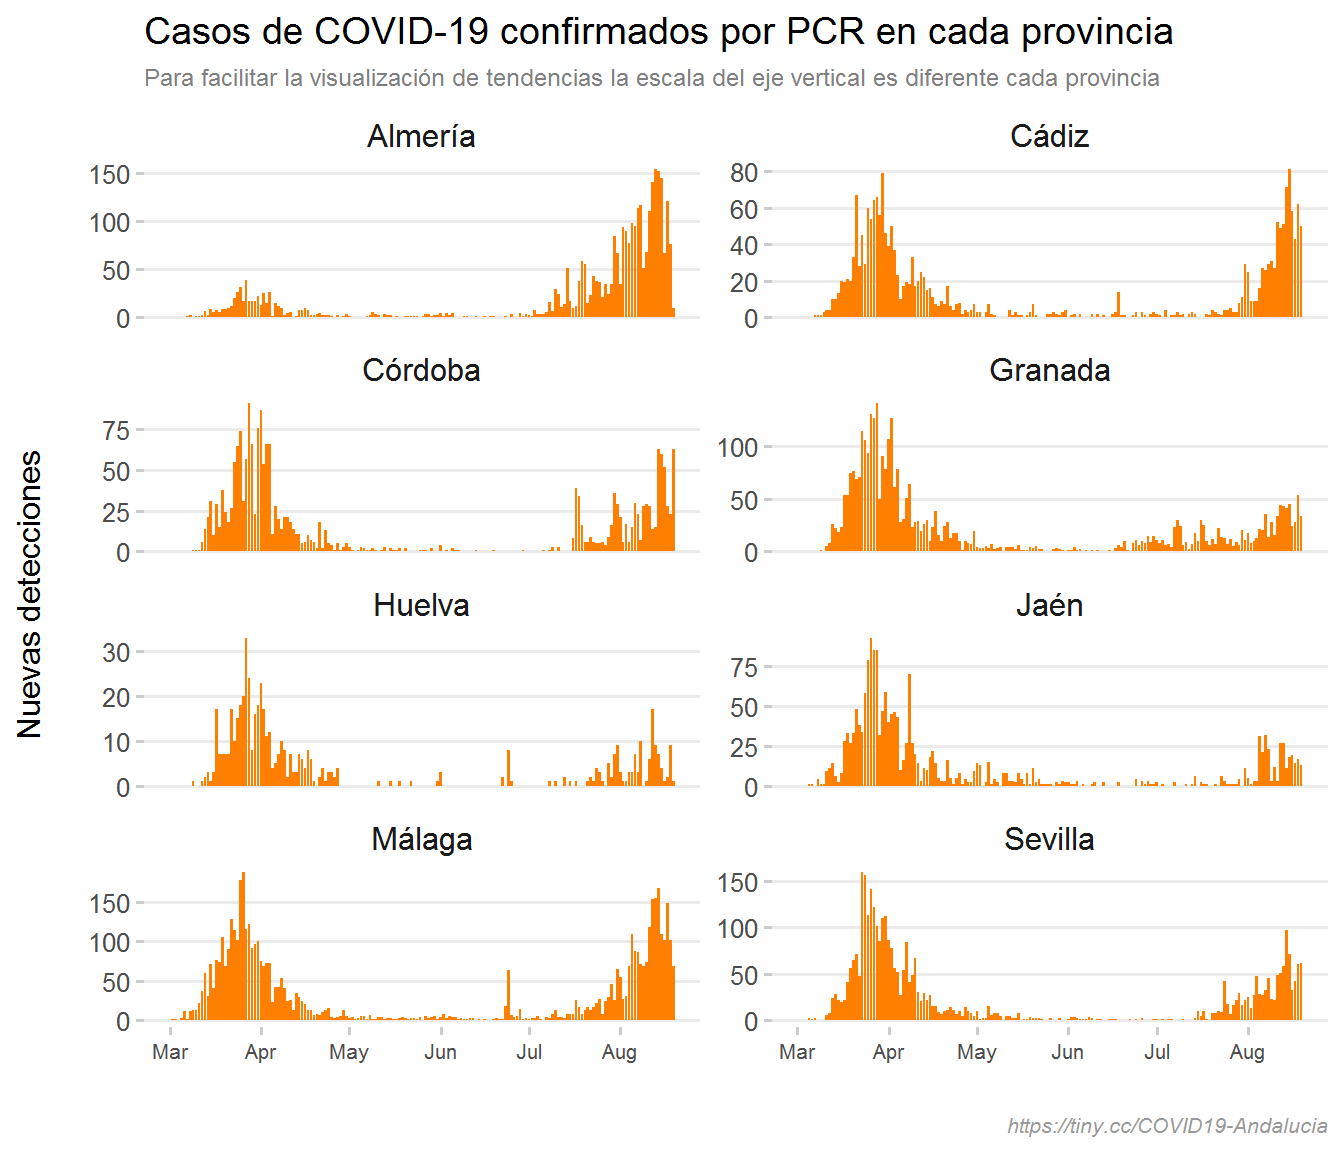 Casos de COVID-19 confirmados por PCR en cada provincia
Para facilitar la visualización de tendencias la escala del eje vertical es diferente cada provincia
Nuevas detecciones
Almería
150
100
50
0
Cádiz
80
60
40
20
0
Córdoba
75
50
25
0
Granada
100
50
0
Huelva
30
20
10
0
Jaén
75
50
25
0
Málaga
150
100
50
0
Mar Apr May Jun Jul Aug
Sevilla
150
100
50
0
Mar Apr May Jun Jul Aug
https://tiny.cc/COVID19-Andalucia